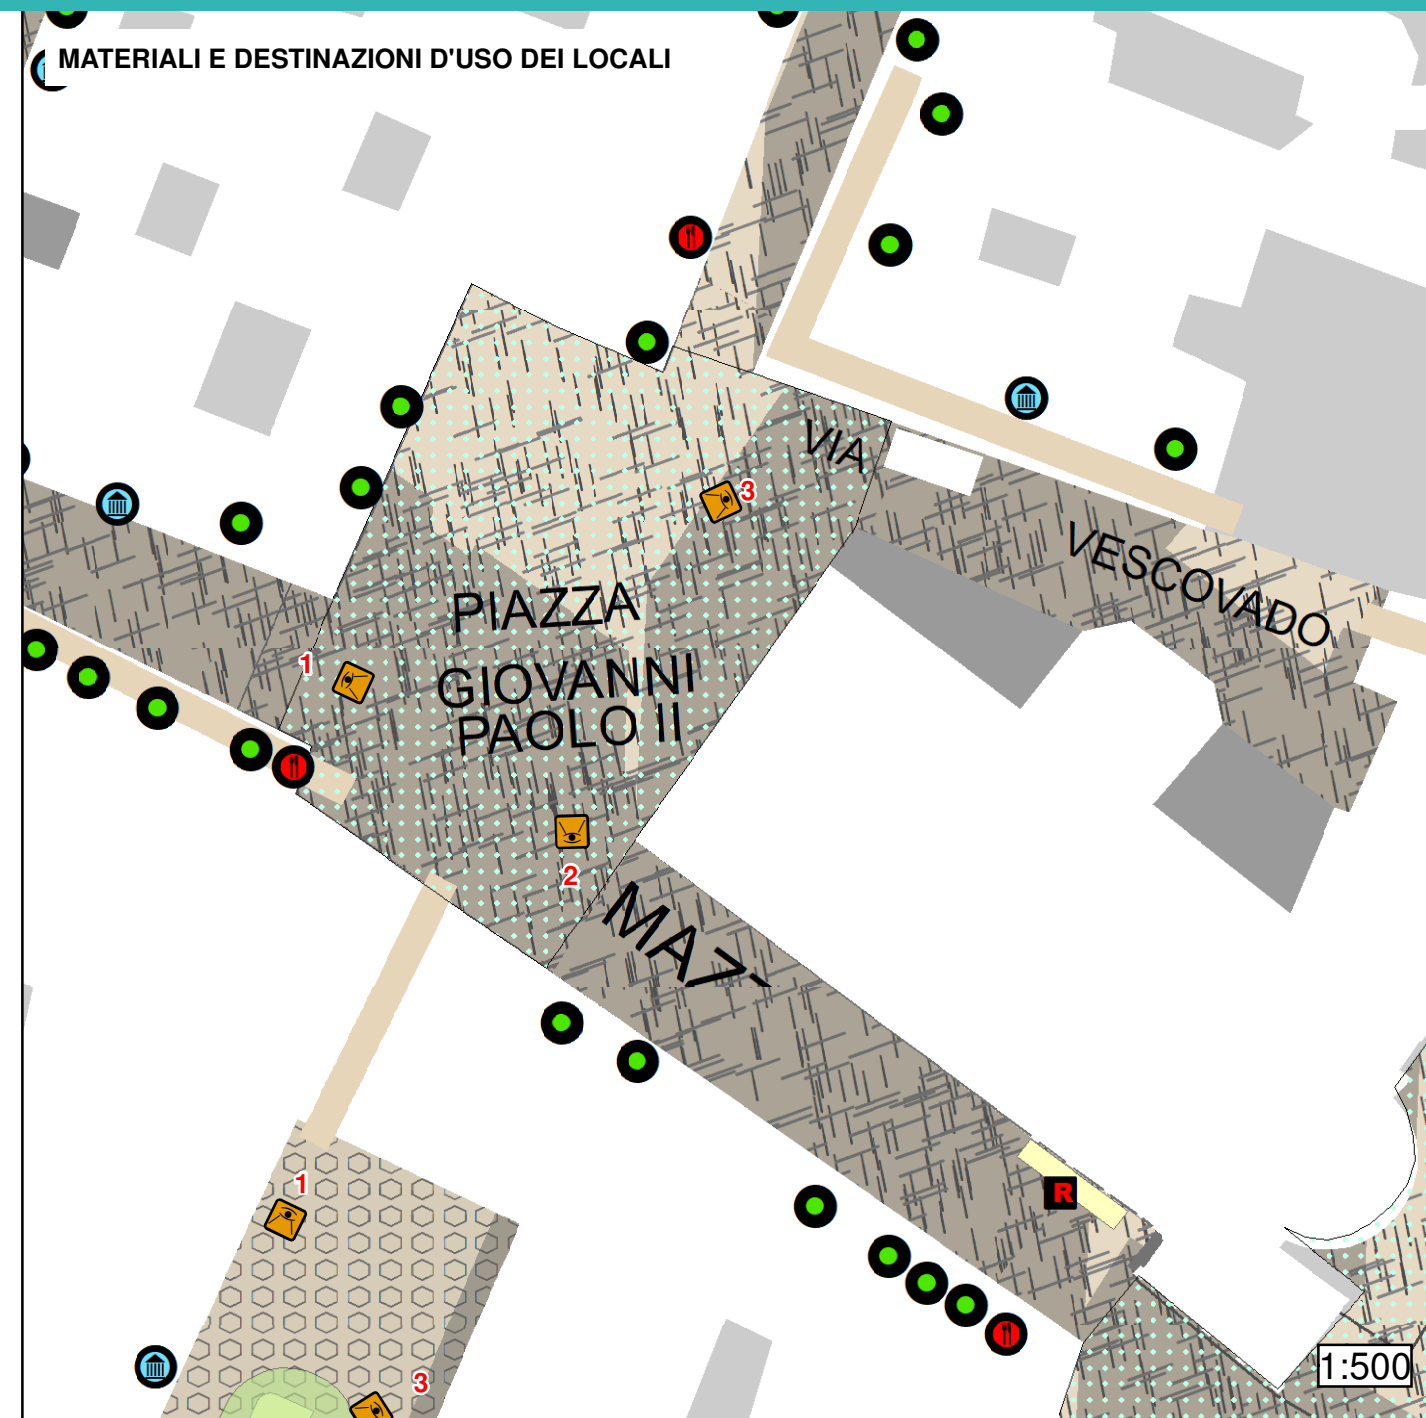 MATERIALI E DESTINAZIONI D'USO DEI LOCALI
VIA
3
VESCOVADO
PIAZZA
1
GIOVANNI
PAOLO II
2
R
1
1:500
3